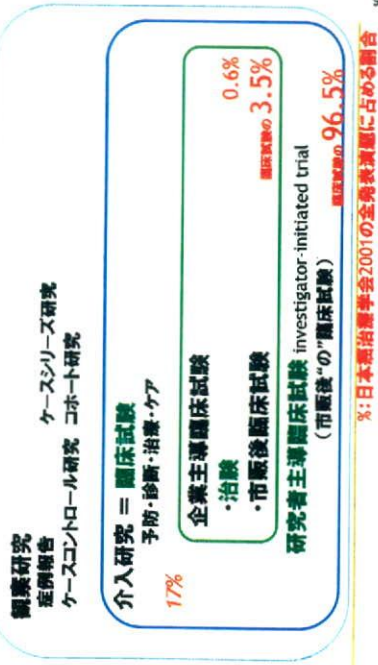 観察研究
症例報告 ケースシリーズ研究
ケースコントロール研究 コホート研究
介入研究 = 臨床試験
予防・診断・治療・ケア
17%
企業主導臨床試験
・治験 0.6%
・市販後臨床試験 臨床試験の 3.5%
研究者主導臨床試験 investigator-initiated trial
(市販後“の”臨床試験) 臨床試験の 96.5%
%:日本癌治療学会2001の全発表演題に占める割合